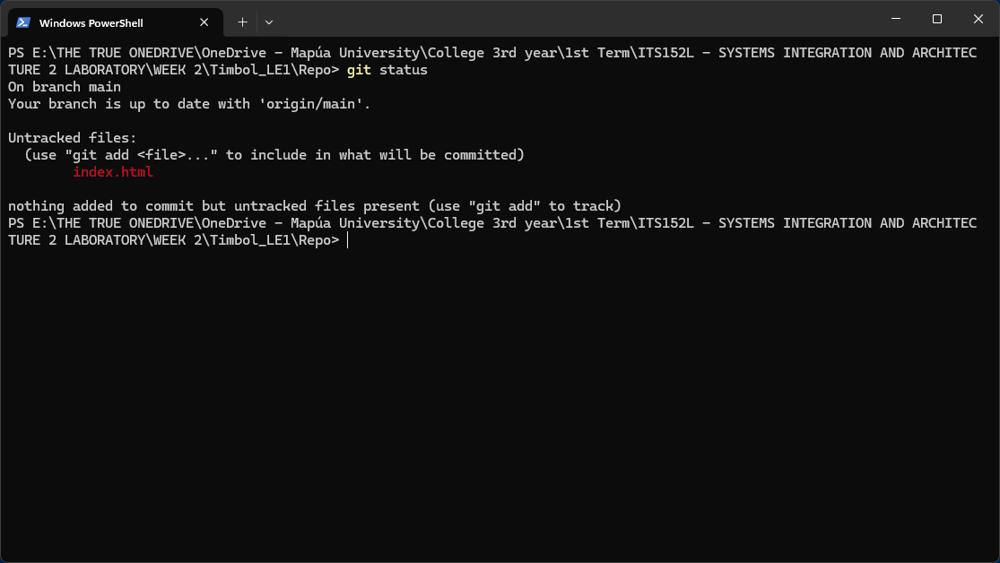 Windows PowerShell
PS E:\THE TRUE ONEDRIVE\OneDrive - Mapúa University\College 3rd year\1st Term\ITS152L - SYSTEMS INTEGRATION AND ARCHITEC
TURE 2 LABORATORY\WEEK 2\Timbol_LE1\Repo> git status
On branch main
Your branch is up to date with 'origin/main'.
Untracked files:
  (use "git add <file>..." to include in what will be committed)
        index.html
nothing added to commit but untracked files present (use "git add" to track)
PS E:\THE TRUE ONEDRIVE\OneDrive - Mapúa University\College 3rd year\1st Term\ITS152L - SYSTEMS INTEGRATION AND ARCHITEC
TURE 2 LABORATORY\WEEK 2\Timbol_LE1\Repo>